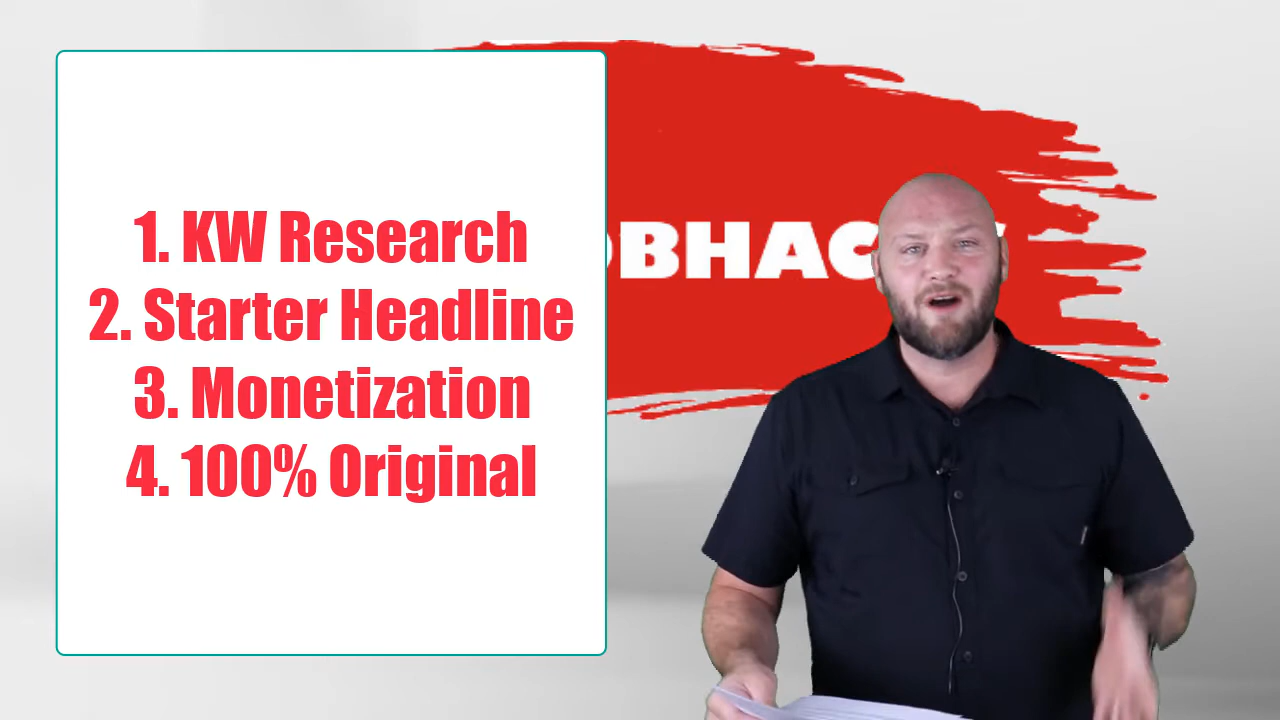 1. KW Research
2. Starter Headline
3. Monetization
4. 100% Original